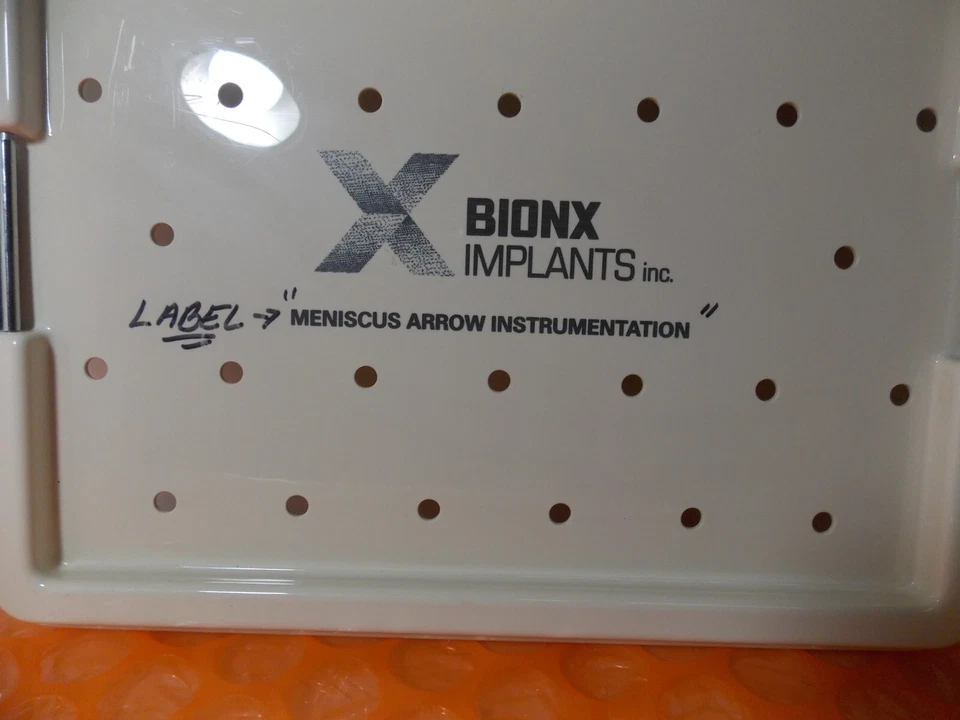 BIONX
IMPLANTS inc.
LABEL → "MENISCUS ARROW INSTRUMENTATION"